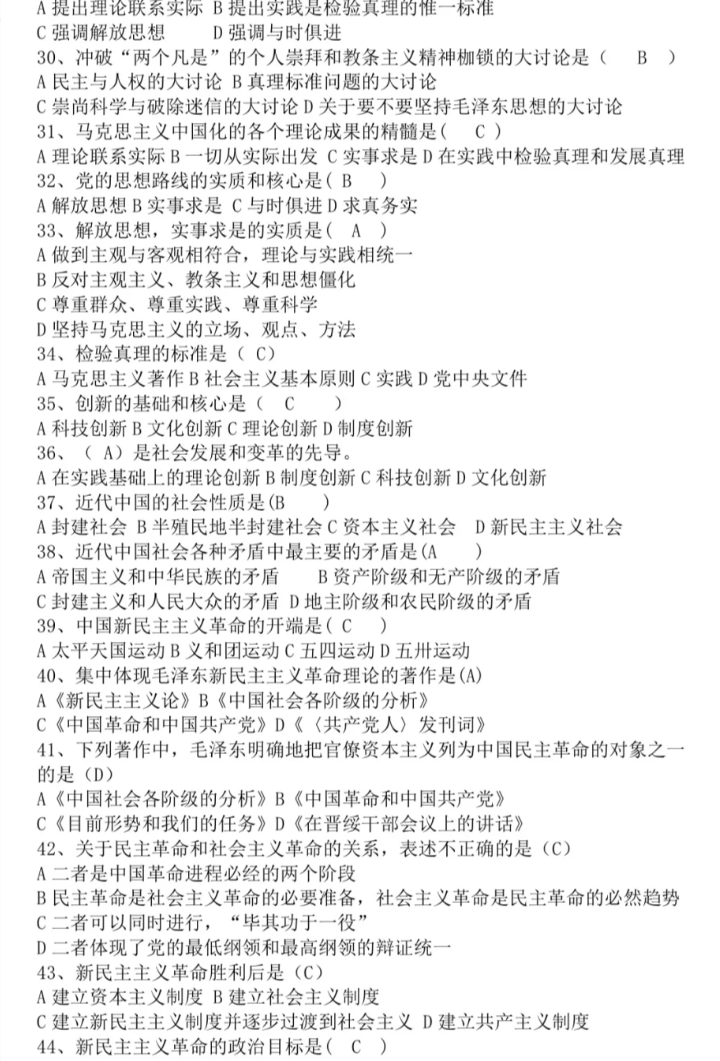 A 提出理论联系实际 B 提出实践是检验真理的惟一标准
C 强调解放思想 D 强调与时俱进
30、冲破“两个凡是”的个人崇拜和教条主义精神枷锁的大讨论是（ B ）
A 民主与人权的大讨论 B 真理标准问题的大讨论
C 崇尚科学与破除迷信的大讨论 D 关于要不要坚持毛泽东思想的大讨论
31、马克思主义中国化的各个理论成果的精髓是( C )
A 理论联系实际 B 一切从实际出发 C 实事求是 D 在实践中检验真理和发展真理
32、党的思想路线的实质和核心是( B )
A 解放思想 B 实事求是 C 与时俱进 D 求真务实
33、解放思想，实事求是的实质是( A )
A 做到主观与客观相符合，理论与实践相统一
B 反对主观主义、教条主义和思想僵化
C 尊重群众、尊重实践、尊重科学
D 坚持马克思主义的立场、观点、方法
34、检验真理的标准是（ C）
A 马克思主义著作 B 社会主义基本原则 C 实践 D 党中央文件
35、创新的基础和核心是（ C ）
A 科技创新 B 文化创新 C 理论创新 D 制度创新
36、（ A）是社会发展和变革的先导。
A 在实践基础上的理论创新 B 制度创新 C 科技创新 D 文化创新
37、近代中国的社会性质是(B )
A 封建社会 B 半殖民地半封建社会 C 资本主义社会 D 新民主主义社会
38、近代中国社会各种矛盾中最主要的矛盾是(A )
A 帝国主义和中华民族的矛盾 B 资产阶级和无产阶级的矛盾
C 封建主义和人民大众的矛盾 D 地主阶级和农民阶级的矛盾
39、中国新民主主义革命的开端是( C )
A 太平天国运动 B 义和团运动 C 五四运动 D 五卅运动
40、集中体现毛泽东新民主主义革命理论的著作是(A)
A《新民主主义论》B《中国社会各阶级的分析》
C《中国革命和中国共产党》D《〈共产党人〉发刊词》
41、下列著作中，毛泽东明确地把官僚资本主义列为中国民主革命的对象之一
的是（D）
A《中国社会各阶级的分析》B《中国革命和中国共产党》
C《目前形势和我们的任务》D《在晋绥干部会议上的讲话》
42、关于民主革命和社会主义革命的关系，表述不正确的是（C）
A 二者是中国革命进程必经的两个阶段
B 民主革命是社会主义革命的必要准备，社会主义革命是民主革命的必然趋势
C 二者可以同时进行，“毕其功于一役”
D 二者体现了党的最低纲领和最高纲领的辩证统一
43、新民主主义革命胜利后是（C）
A 建立资本主义制度 B 建立社会主义制度
C 建立新民主主义制度并逐步过渡到社会主义 D 建立共产主义制度
44、新民主主义革命的政治目标是( C )